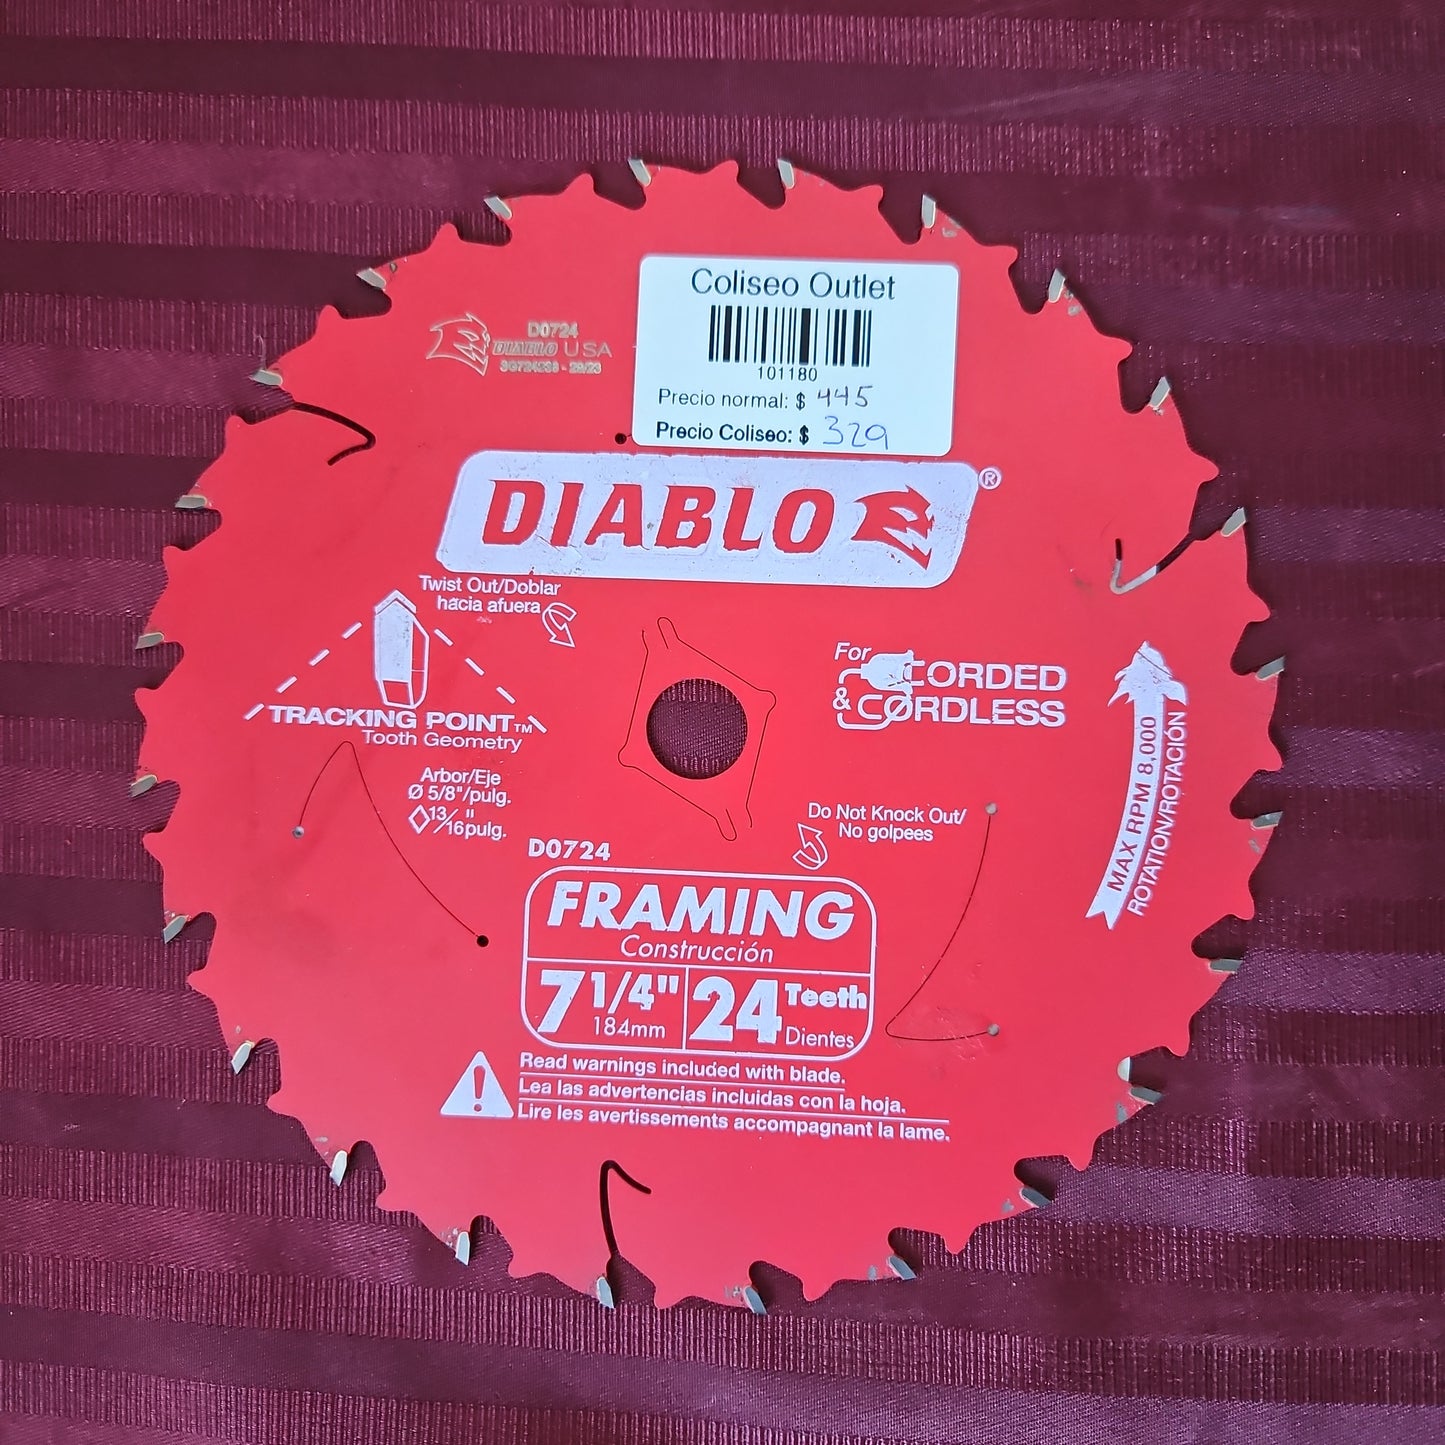 Coliseo Outlet
101180
Precio normal: $ 445
Precio Coliseo: $ 329
D0724
DIABLO USA
DIABLO®
Twist Out/Doblar
hacia afuera
TRACKING POINT™
Tooth Geometry
For
CORDED
& CORDLESS
MAX RPM 8,000
ROTATION/ROTACIÓN
Arbor/Eje
Ø 5/8"/pulg.
◊13/16" pulg.
Do Not Knock Out/
No golpees
D0724
FRAMING
Construcción
7 1/4"
184mm
24 Teeth
Dientes
Read warnings included with blade.
Lea las advertencias incluidas con la hoja.
Lire les avertissements accompagnant la lame.